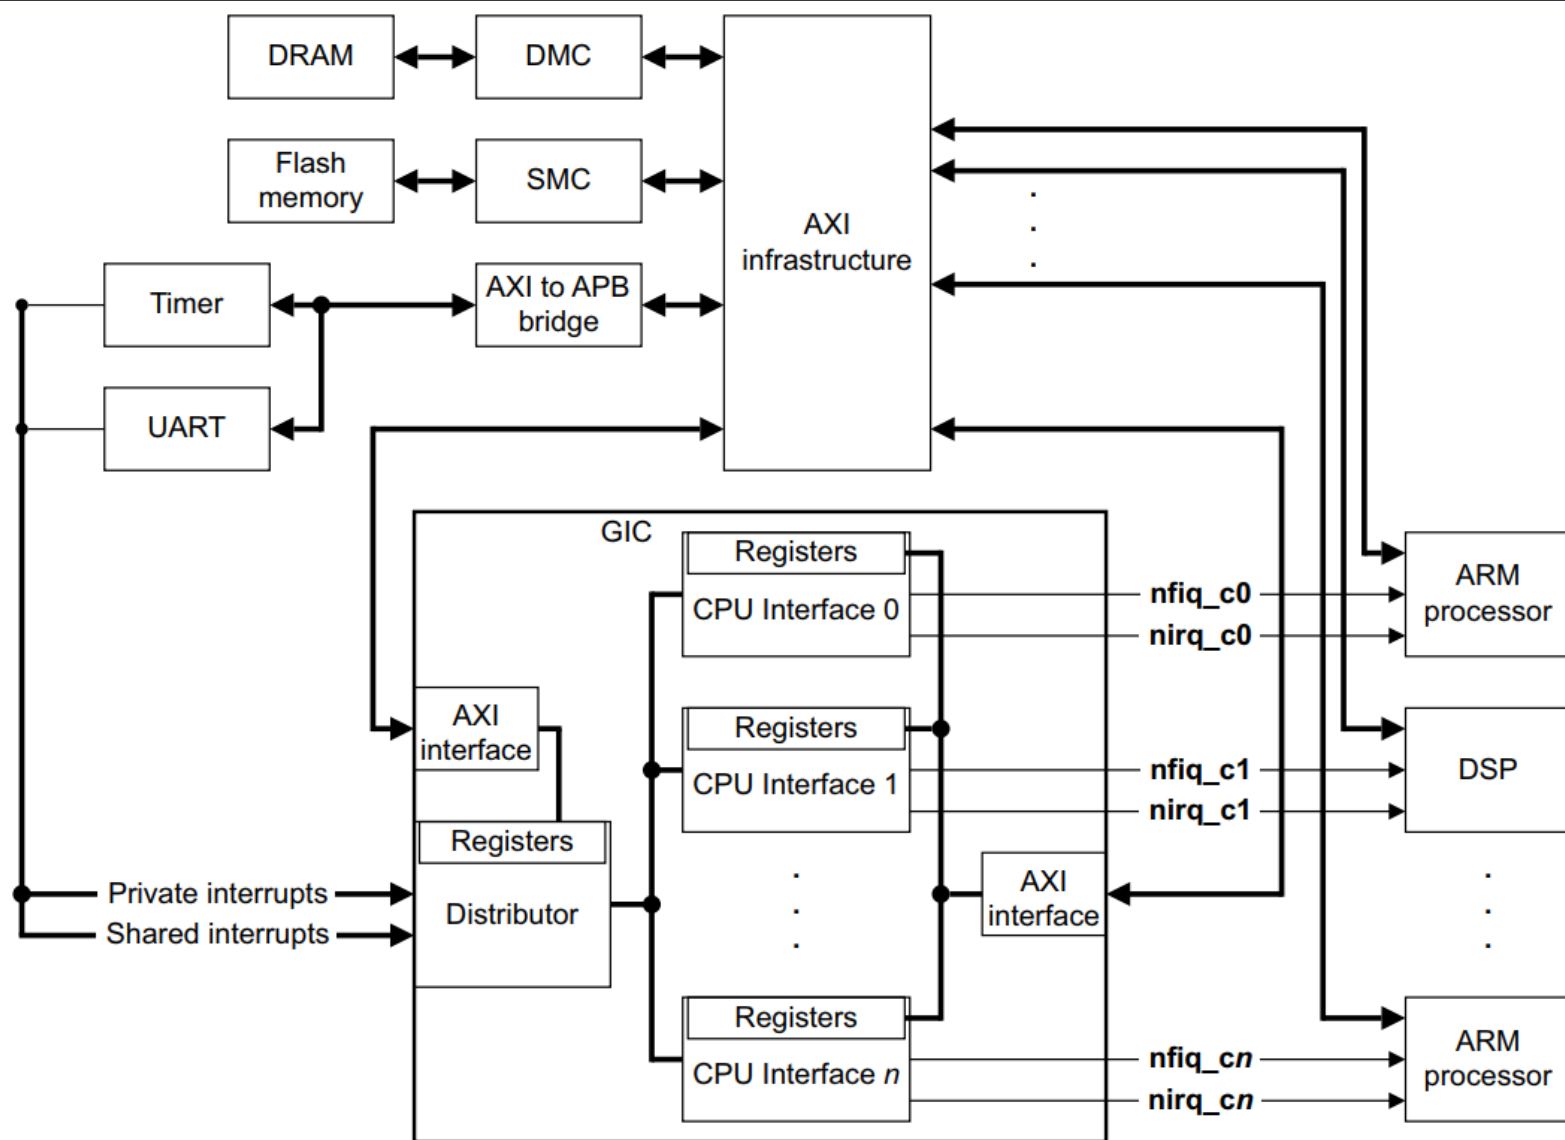 DRAM
DMC
Flash
memory
SMC
AXI
infrastructure
Timer
AXI to APB
bridge
UART
GIC
Registers
CPU Interface 0
nfiq_c0
nirq_c0
ARM
processor
AXI
interface
Registers
CPU Interface 1
nfiq_c1
nirq_c1
DSP
Registers
Distributor
Private interrupts
Shared interrupts
AXI
interface
Registers
CPU Interface n
nfiq_cn
nirq_cn
ARM
processor